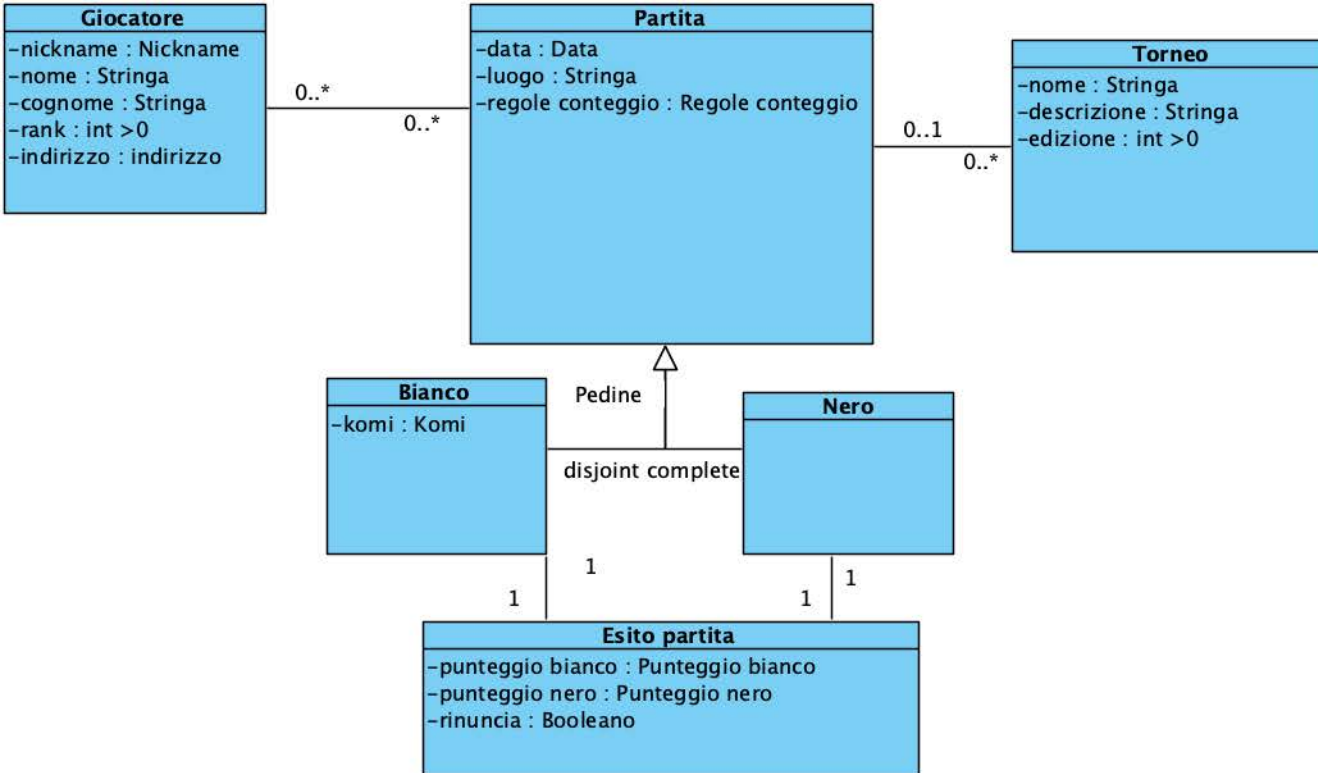 Giocatore
-nickname : Nickname
-nome : Stringa
-cognome : Stringa
-rank : int >0
-indirizzo : indirizzo
0..*
0..*
Partita
-data : Data
-luogo : Stringa
-regole conteggio : Regole conteggio
0..1
0..*
Torneo
-nome : Stringa
-descrizione : Stringa
-edizione : int >0
Pedine
disjoint complete
Bianco
-komi : Komi
Nero
1
1
1
1
Esito partita
-punteggio bianco : Punteggio bianco
-punteggio nero : Punteggio nero
-rinuncia : Booleano